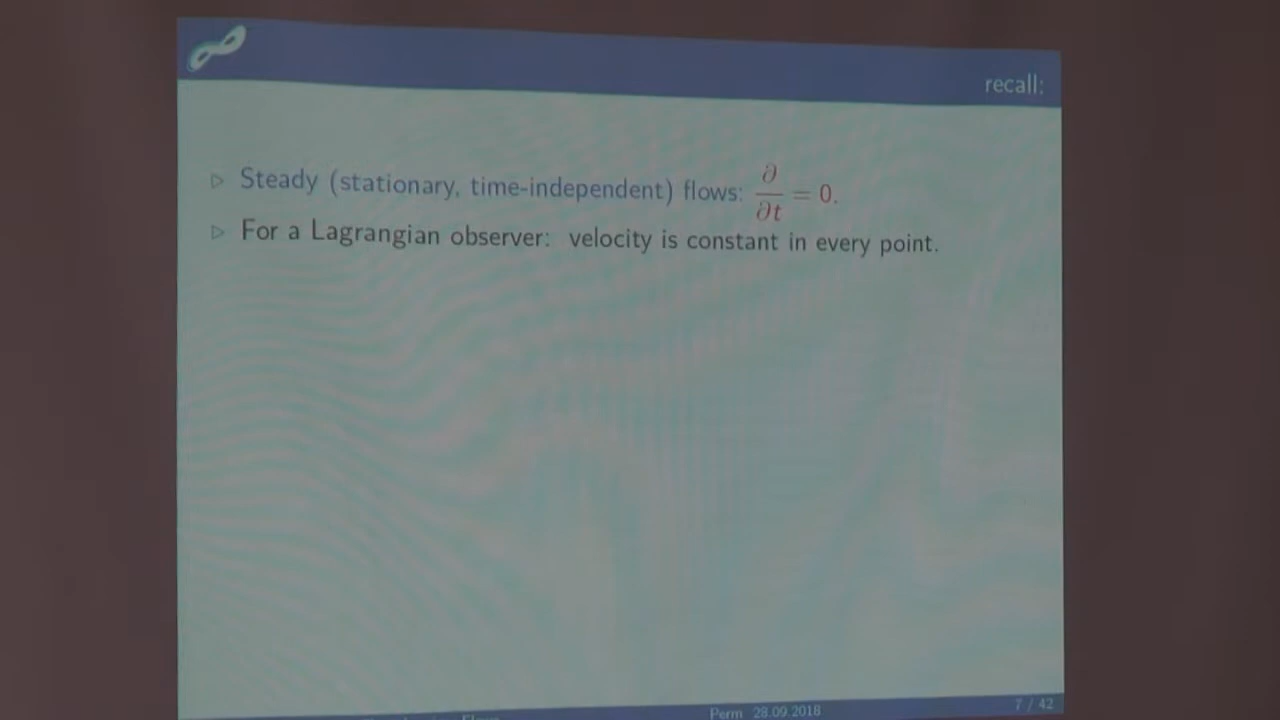 recall:
▷ Steady (stationary, time-independent) flows: ∂/∂t = 0.
▷ For a Lagrangian observer: velocity is constant in every point.
Perm 28.09.2018
7 / 42